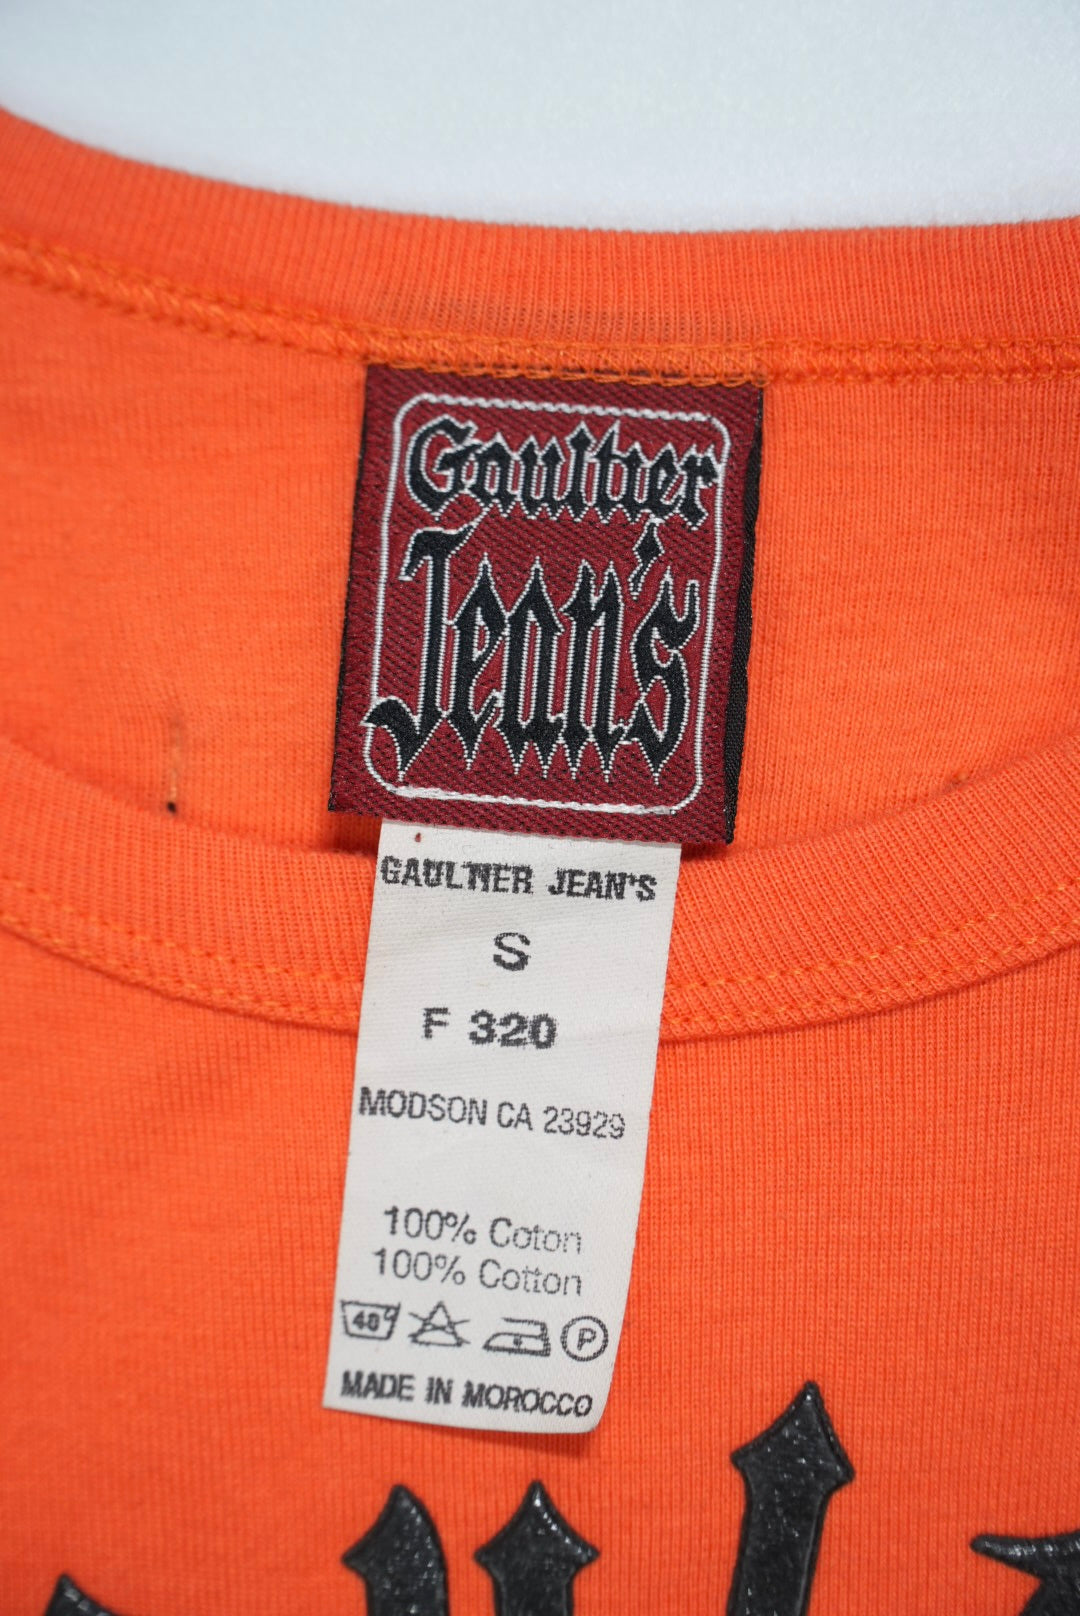 Gaultier
Jean's
GAULTIER JEAN'S
S
F 320
MODSON CA 23929
100% Coton
100% Cotton
40°
P
MADE IN MOROCCO